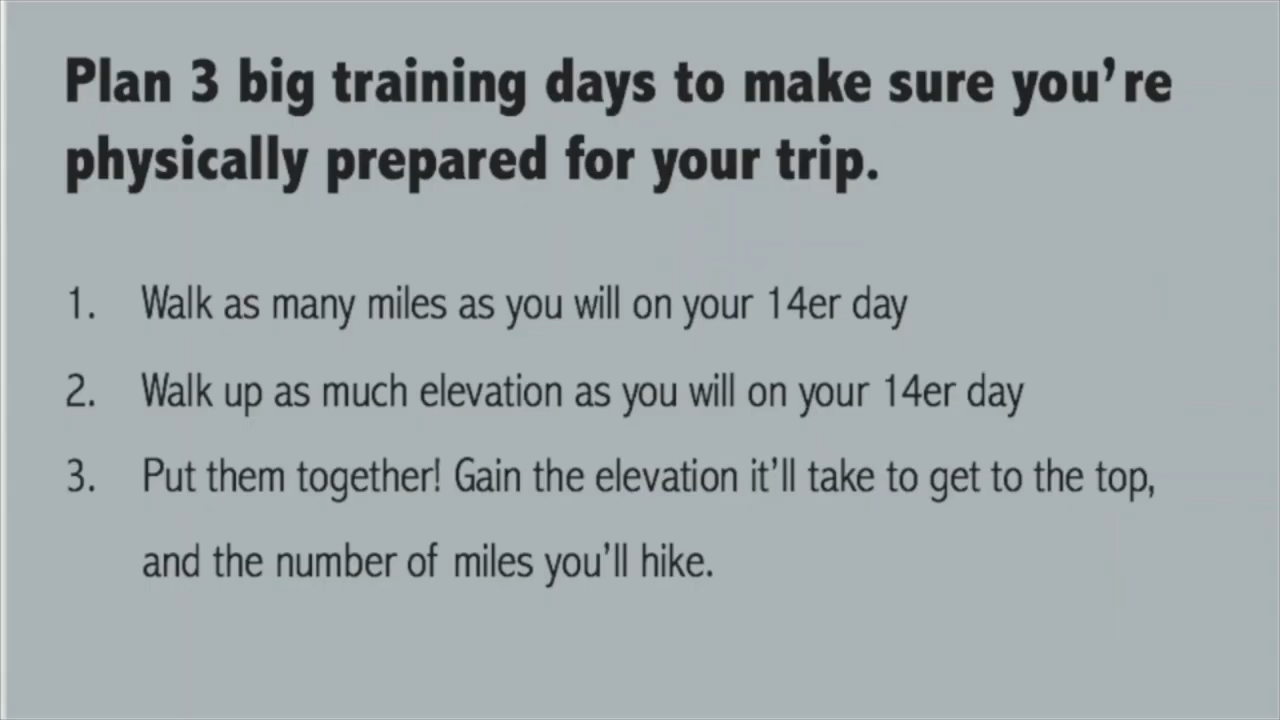 Plan 3 big training days to make sure you're
physically prepared for your trip.
1. Walk as many miles as you will on your 14er day
2. Walk up as much elevation as you will on your 14er day
3. Put them together! Gain the elevation it'll take to get to the top,
and the number of miles you'll hike.